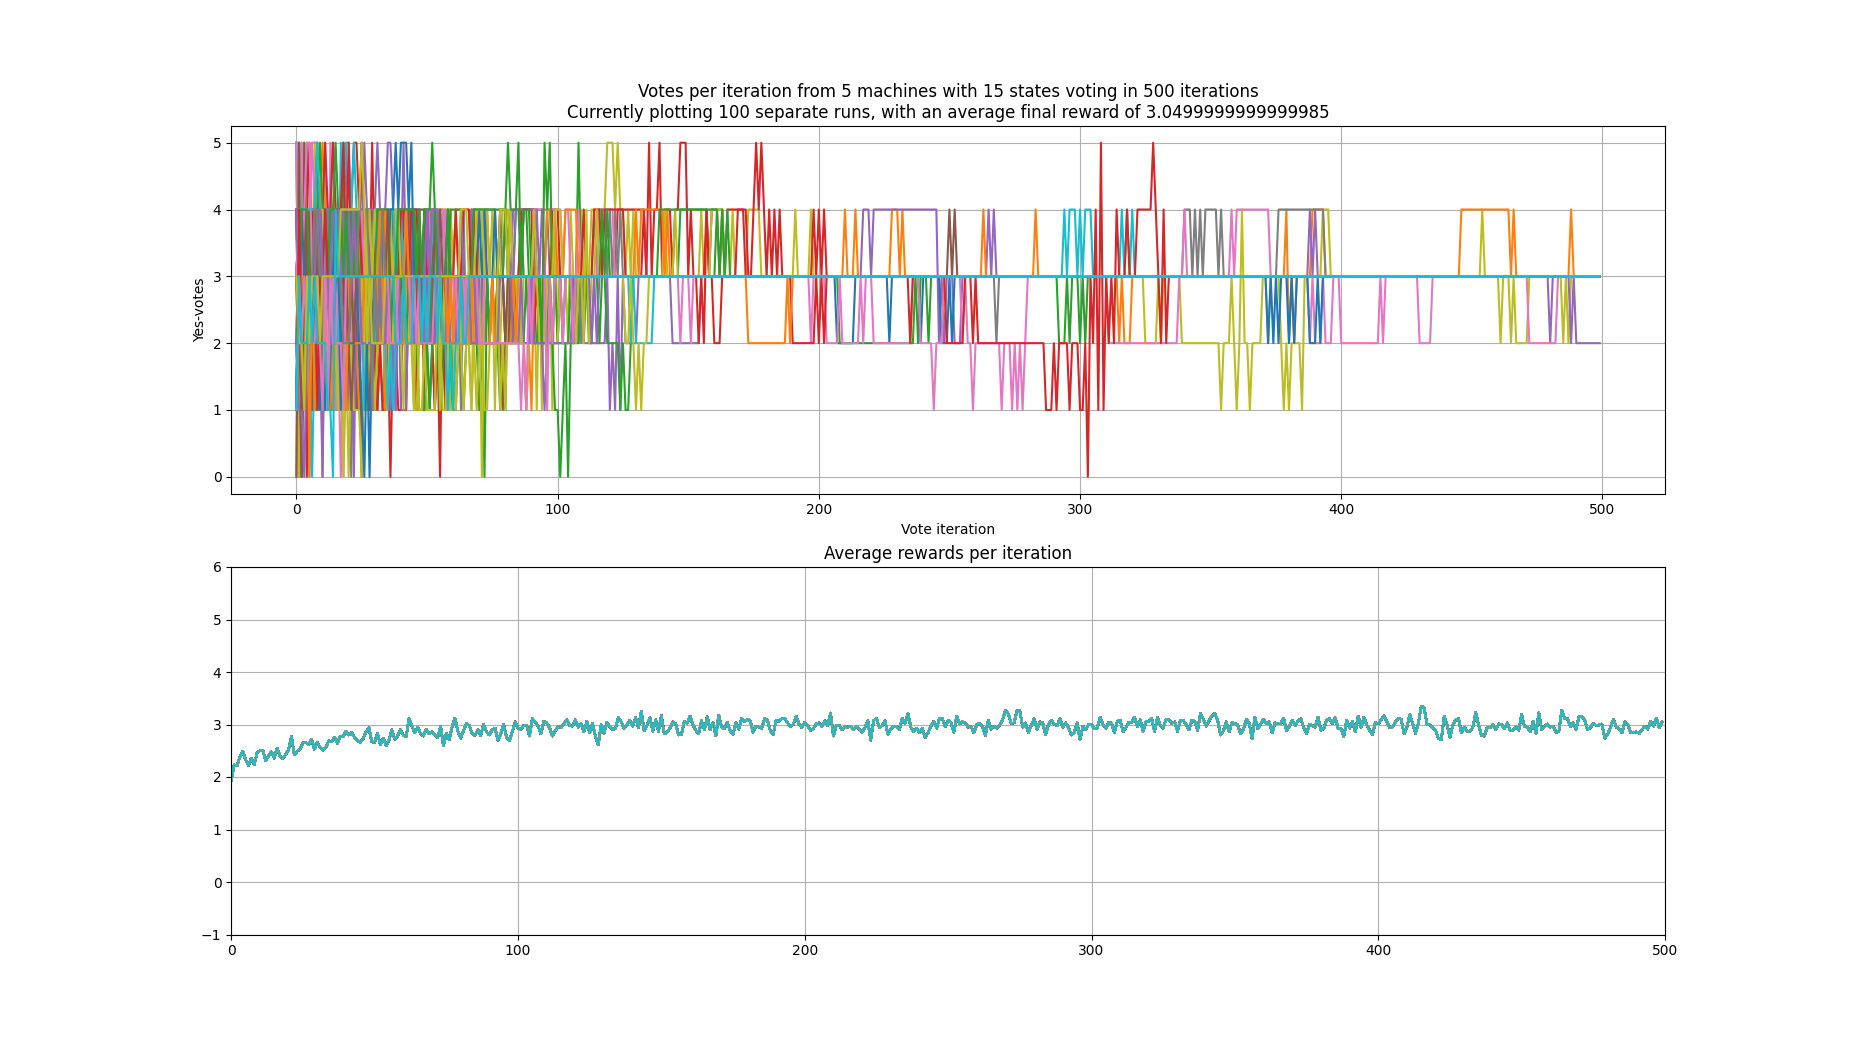 Votes per iteration from 5 machines with 15 states voting in 500 iterations
Currently plotting 100 separate runs, with an average final reward of 3.0499999999999985
5
4
3
2
1
0
Yes-votes
0 100 200 300 400 500
Vote iteration
Average rewards per iteration
6
5
4
3
2
1
0
−1
0 100 200 300 400 500